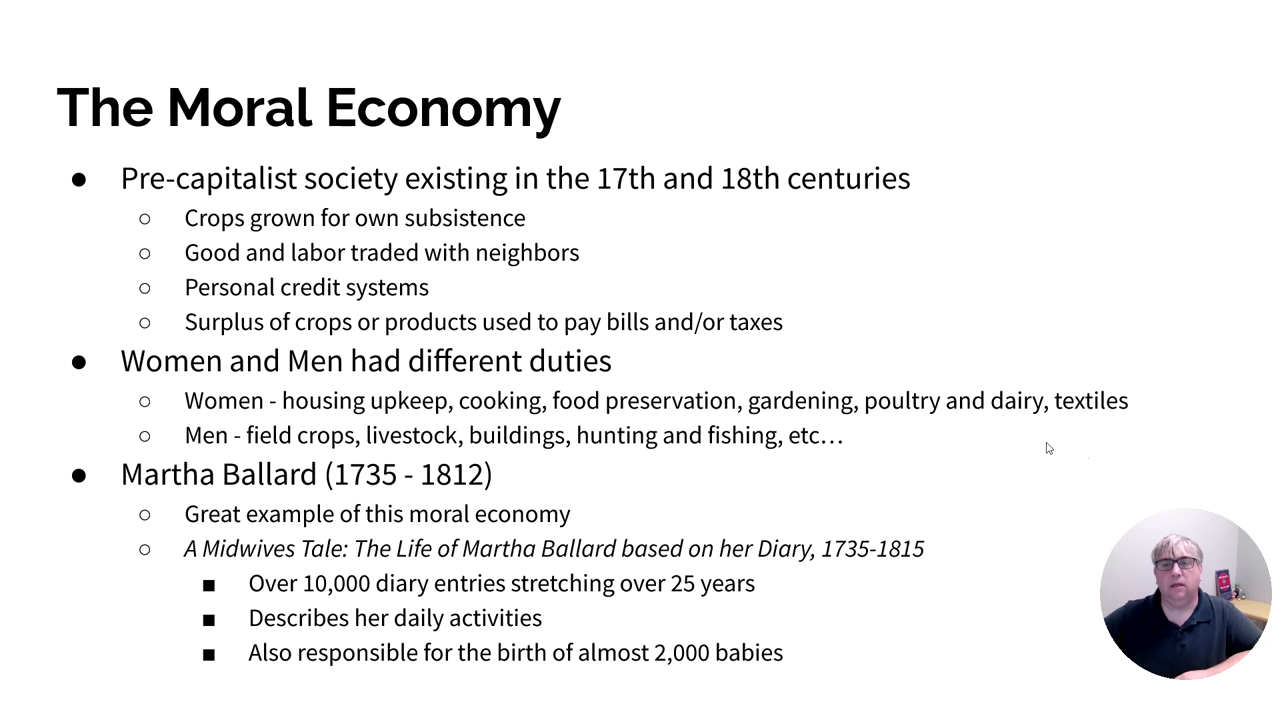 The Moral Economy
● Pre-capitalist society existing in the 17th and 18th centuries
○ Crops grown for own subsistence
○ Good and labor traded with neighbors
○ Personal credit systems
○ Surplus of crops or products used to pay bills and/or taxes
● Women and Men had different duties
○ Women - housing upkeep, cooking, food preservation, gardening, poultry and dairy, textiles
○ Men - field crops, livestock, buildings, hunting and fishing, etc…
● Martha Ballard (1735 - 1812)
○ Great example of this moral economy
○ A Midwives Tale: The Life of Martha Ballard based on her Diary, 1735-1815
■ Over 10,000 diary entries stretching over 25 years
■ Describes her daily activities
■ Also responsible for the birth of almost 2,000 babies